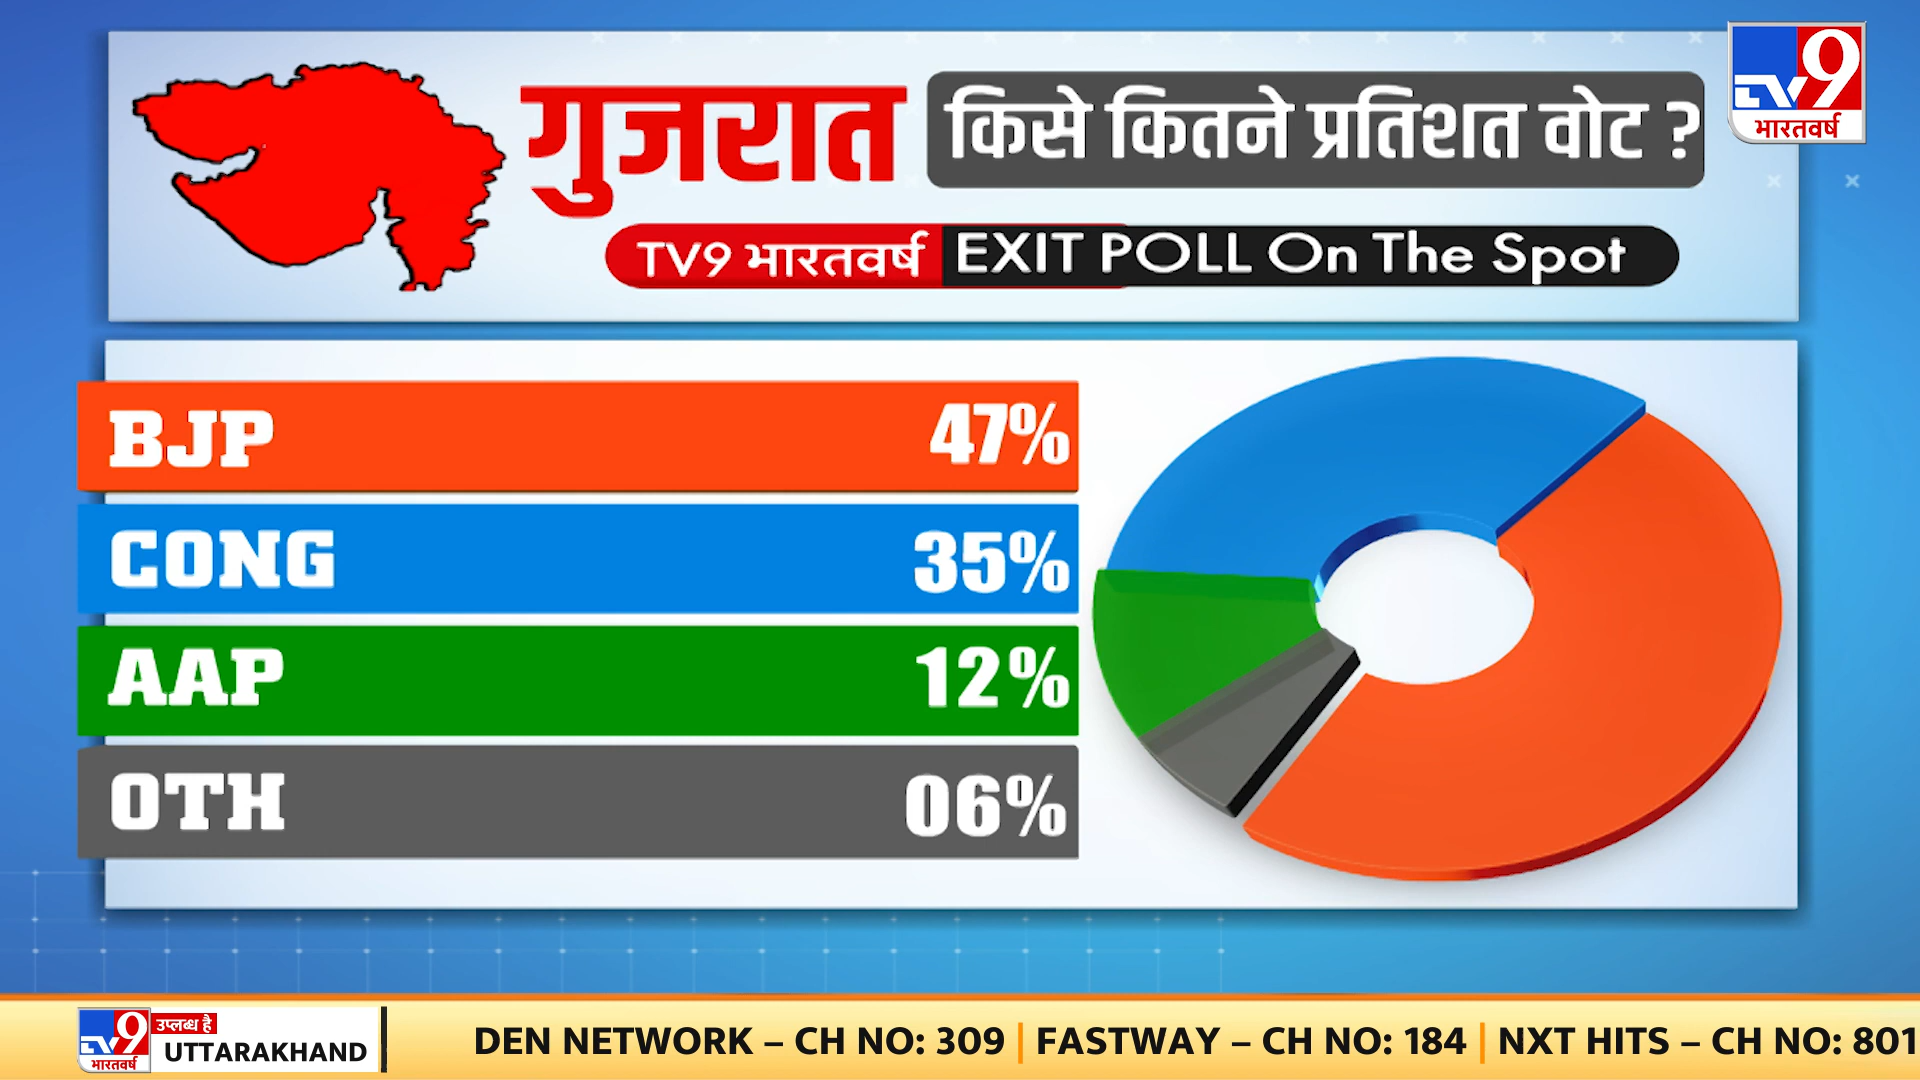 गुजरात किसे कितने प्रतिशत वोट ?
TV9 भारतवर्ष
TV9 भारतवर्ष EXIT POLL On The Spot
BJP 47%
CONG 35%
AAP 12%
OTH 06%
TV9 भारतवर्ष उप्लब्ध है UTTARAKHAND
DEN NETWORK – CH NO: 309 | FASTWAY – CH NO: 184 | NXT HITS – CH NO: 801